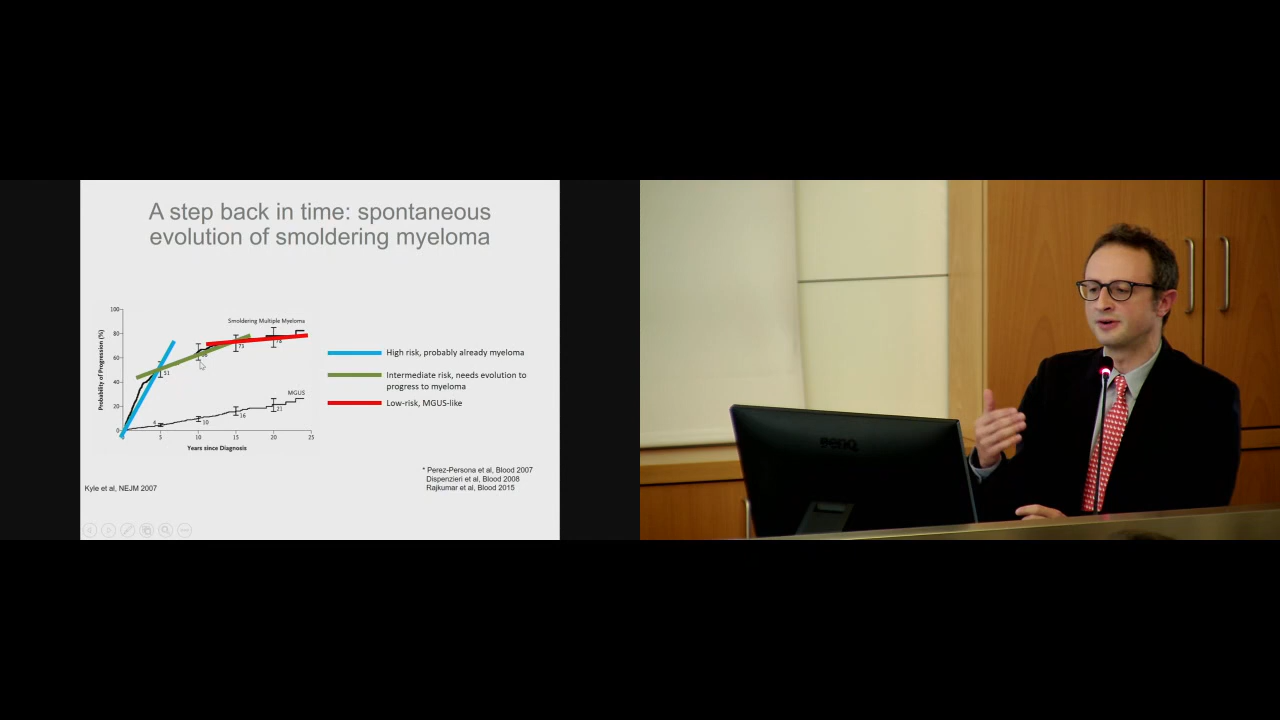 A step back in time: spontaneous
evolution of smoldering myeloma
100
80
60
40
20
0
Probability of Progression (%)
Smoldering Multiple Myeloma
51
73
78
MGUS
4
10
16
21
5
10
15
20
25
Years since Diagnosis
High risk, probably already myeloma
Intermediate risk, needs evolution to
progress to myeloma
Low-risk, MGUS-like
* Perez-Persona et al, Blood 2007
Dispenzieri et al, Blood 2008
Rajkumar et al, Blood 2015
Kyle et al, NEJM 2007
BENQ